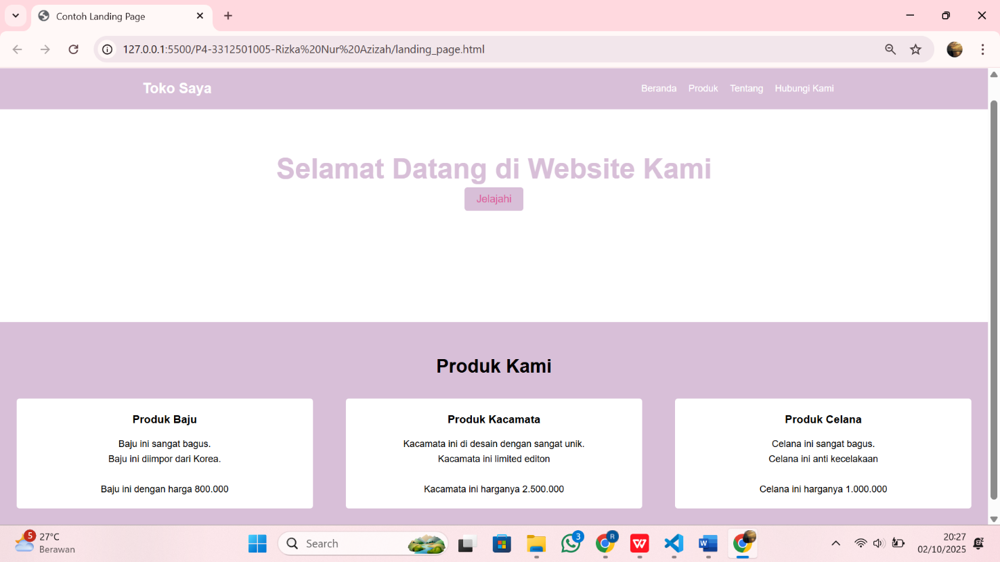 Contoh Landing Page
127.0.0.1:5500/P4-3312501005-Rizka%20Nur%20Azizah/landing_page.html
Toko Saya
Beranda Produk Tentang Hubungi Kami
Selamat Datang di Website Kami
Jelajahi
Produk Kami
Produk Baju
Baju ini sangat bagus.
Baju ini diimpor dari Korea.
Baju ini dengan harga 800.000
Produk Kacamata
Kacamata ini di desain dengan sangat unik.
Kacamata ini limited editon
Kacamata ini harganya 2.500.000
Produk Celana
Celana ini sangat bagus.
Celana ini anti kecelakaan
Celana ini harganya 1.000.000
5
27°C
Berawan
Search
3
R
W
W
20:27
02/10/2025